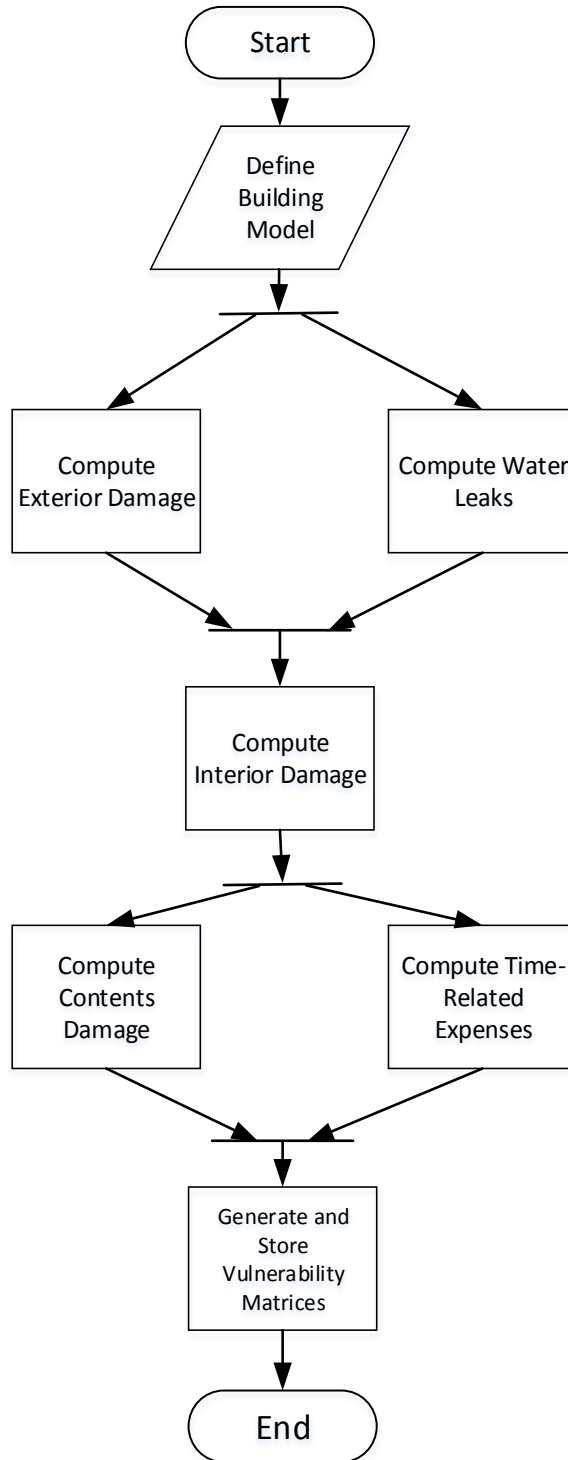 Start
Define
Building
Model
Compute
Exterior Damage
Compute Water
Leaks
Compute
Interior Damage
Compute
Contents
Damage
Compute Time-
Related
Expenses
Generate and
Store
Vulnerability
Matrices
End